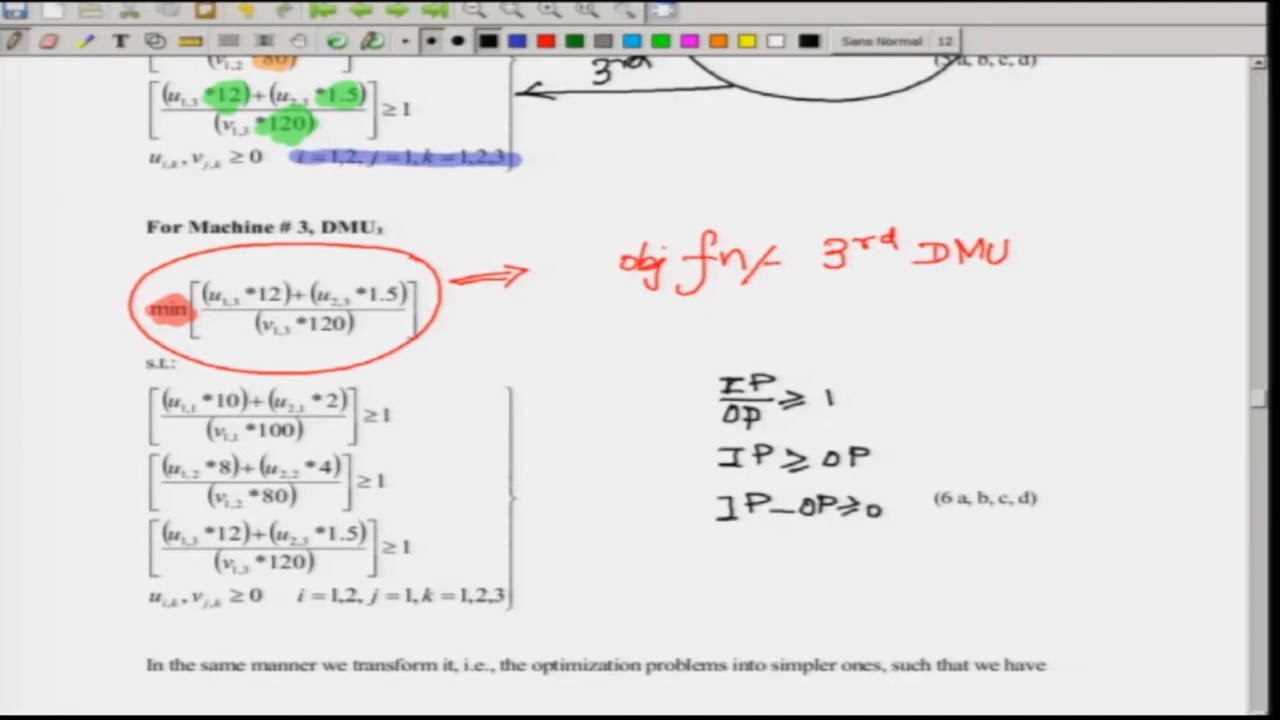 Sans Normal 12
(v₁,₂ *80)
3rd
[(u₁,₃ *12)+(u₂,₃ *1.5) / (v₁,₃ *120)] ≥ 1
u_{i,k}, v_{j,k} ≥ 0 i = 1,2, j = 1, k = 1,2,3
For Machine # 3, DMU₃
min [(u₁,₃ *12)+(u₂,₃ *1.5) / (v₁,₃ *120)]
obj fn/- 3rd DMU
s.t.:
[(u₁,₁ *10)+(u₂,₁ *2) / (v₁,₁ *100)] ≥ 1
IP/OP ≥ 1
[(u₁,₂ *8)+(u₂,₂ *4) / (v₁,₂ *80)] ≥ 1
IP ≥ OP
IP - OP ≥ 0
(6 a, b, c, d)
[(u₁,₃ *12)+(u₂,₃ *1.5) / (v₁,₃ *120)] ≥ 1
u_{i,k}, v_{j,k} ≥ 0 i = 1,2, j = 1, k = 1,2,3
In the same manner we transform it, i.e., the optimization problems into simpler ones, such that we have